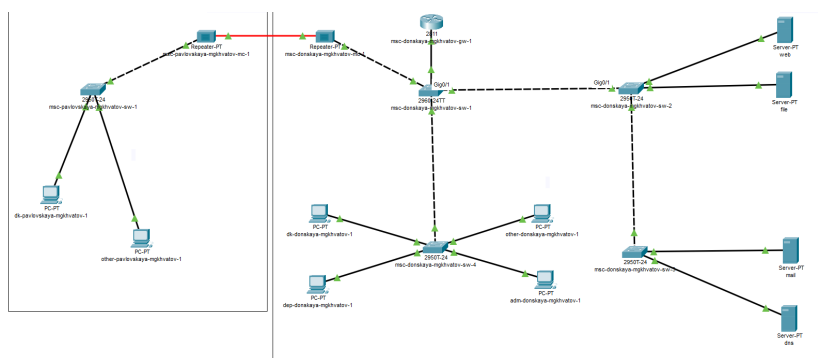 Repeater-PT
msc-pavlovskaya-mgkhvatov-mc-1
Repeater-PT
msc-donskaya-mgkhvatov-mc-1
2811
msc-donskaya-mgkhvatov-gw-1
Server-PT
web
2950T-24
msc-pavlovskaya-mgkhvatov-sw-1
Gig0/1
2960-24TT
msc-donskaya-mgkhvatov-sw-1
Gig0/1
2950T-24
msc-donskaya-mgkhvatov-sw-2
Server-PT
file
PC-PT
dk-pavlovskaya-mgkhvatov-1
PC-PT
other-pavlovskaya-mgkhvatov-1
PC-PT
dk-donskaya-mgkhvatov-1
PC-PT
other-donskaya-mgkhvatov-1
2950T-24
msc-donskaya-mgkhvatov-sw-4
2950T-24
msc-donskaya-mgkhvatov-sw-3
Server-PT
mail
PC-PT
dep-donskaya-mgkhvatov-1
PC-PT
adm-donskaya-mgkhvatov-1
Server-PT
dns